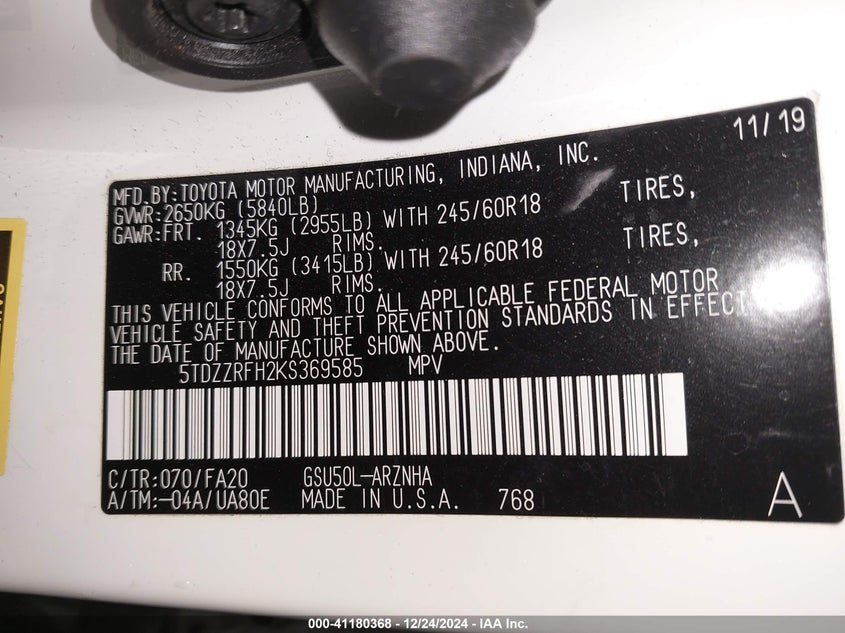 11/19
MFD.BY:TOYOTA MOTOR MANUFACTURING, INDIANA, INC.
GVWR:2650KG (5840LB)
GAWR:FRT. 1345KG (2955LB) WITH 245/60R18 TIRES,
18X7.5J RIMS.
RR. 1550KG (3415LB) WITH 245/60R18 TIRES,
18X7.5J RIMS.
THIS VEHICLE CONFORMS TO ALL APPLICABLE FEDERAL MOTOR
VEHICLE SAFETY AND THEFT PREVENTION STANDARDS IN EFFECT
THE DATE OF MANUFACTURE SHOWN ABOVE.
5TDZZRFH2KS369585 MPV
C/TR:070/FA20 GSU50L-ARZNHA
A/TM:-04A/UA80E MADE IN U.S.A. 768
A
000-41180368 - 12/24/2024 - IAA Inc.